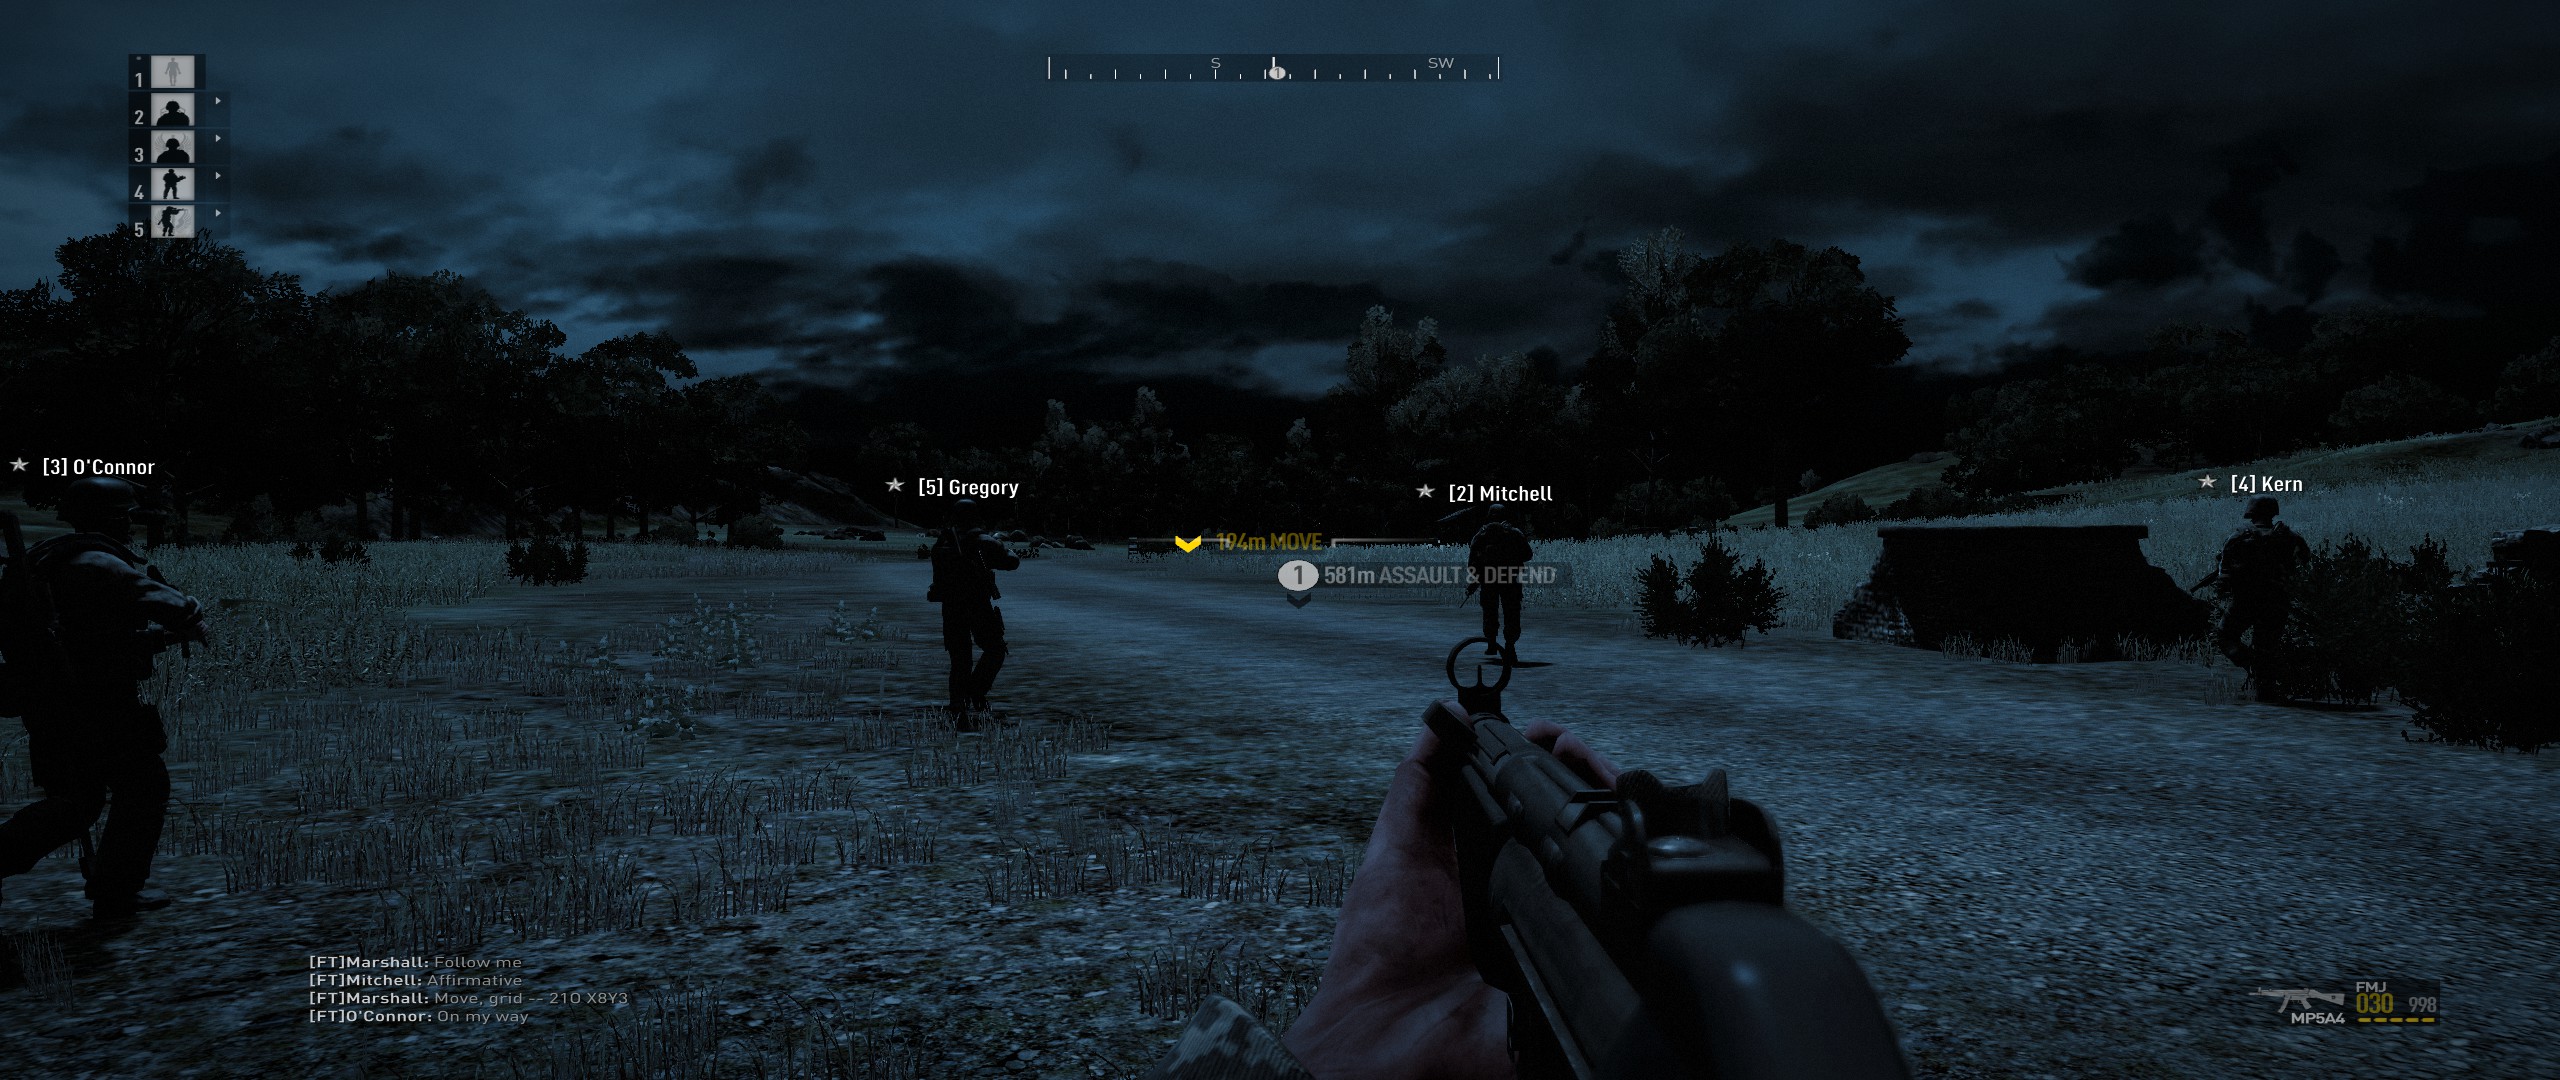 S SW
1
1
2
3
4
5
[3] O'Connor
[5] Gregory
[2] Mitchell
[4] Kern
194m MOVE
1 581m ASSAULT & DEFEND
[FT]Marshall: Follow me
[FT]Mitchell: Affirmative
[FT]Marshall: Move, grid -- 210 X8Y3
[FT]O'Connor: On my way
FMJ
030 998
MP5A4